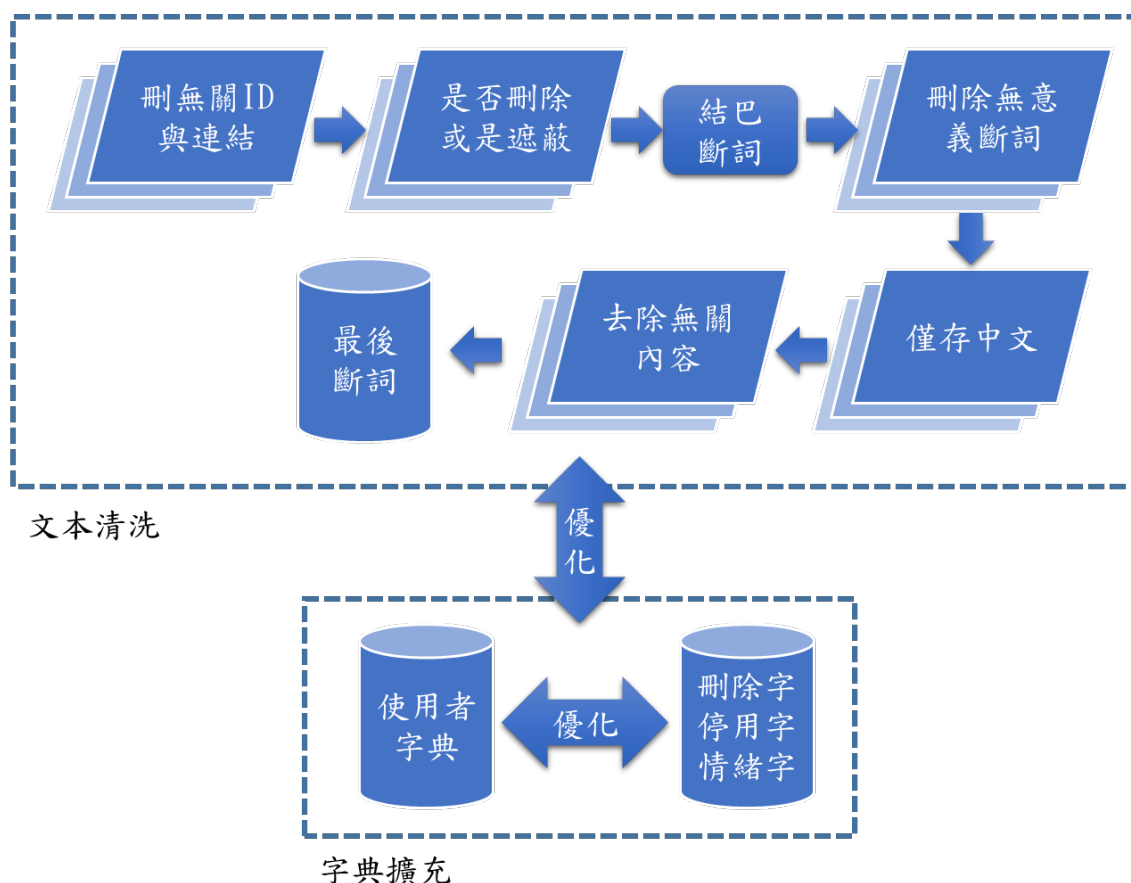 刪無關ID
與連結
是否刪除
或是遮蔽
結巴
斷詞
刪除無意
義斷詞
僅存中文
去除無關
內容
最後
斷詞
文本清洗
優
化
使用者
字典
優化
刪除字
停用字
情緒字
字典擴充